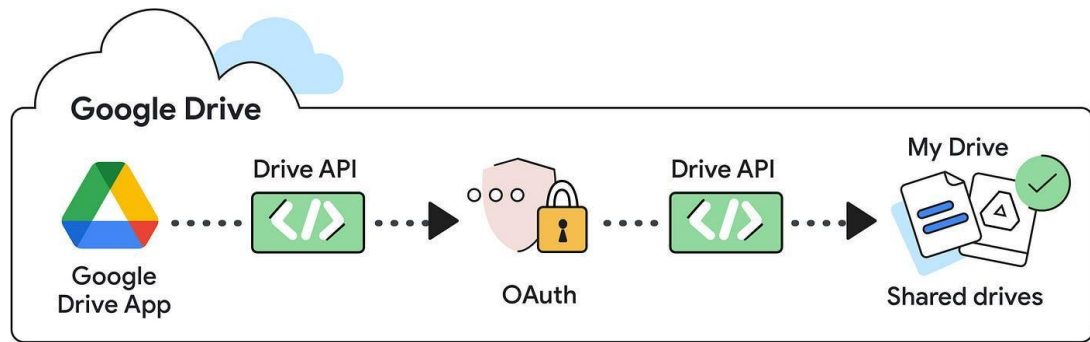 Google Drive
Drive API
Drive API
My Drive
Google
Drive App
OAuth
Shared drives